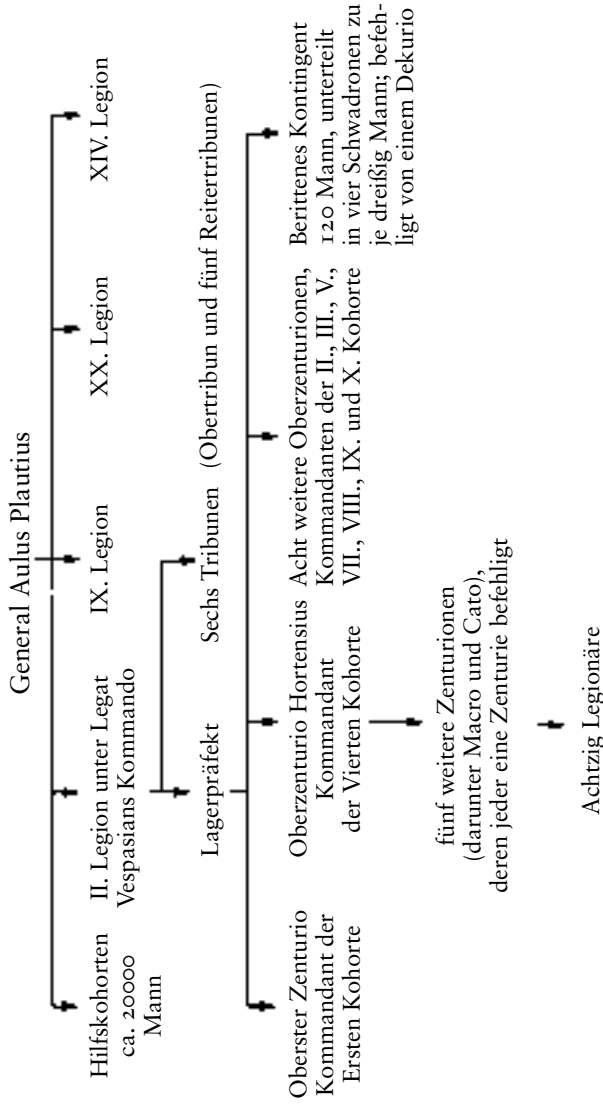 General Aulus Plautius
Hilfskohorten
ca. 20000
Mann
II. Legion unter Legat
Vespasians Kommando
IX. Legion
XX. Legion
XIV. Legion
Lagerpräfekt
Sechs Tribunen (Obertribun und fünf Reitertribunen)
Oberster Zenturio
Kommandant der
Ersten Kohorte
Oberzenturio Hortensius
Kommandant
der Vierten Kohorte
Acht weitere Oberzenturionen,
Kommandanten der II., III., V.,
VII., VIII., IX. und X. Kohorte
Berittenes Kontingent
120 Mann, unterteilt
in vier Schwadronen zu
je dreißig Mann; befeh-
ligt von einem Dekurio
fünf weitere Zenturionen
(darunter Macro und Cato),
deren jeder eine Zenturie befehligt
Achtzig Legionäre